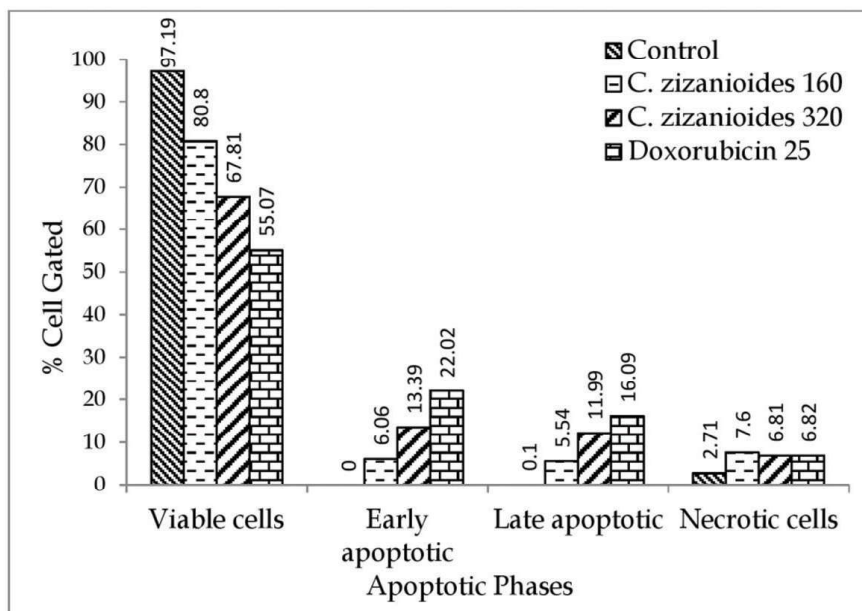 Control
C. zizanioides 160
C. zizanioides 320
Doxorubicin 25
% Cell Gated
100
90
80
70
60
50
40
30
20
10
0
97.19
80.8
67.81
55.07
0
6.06
13.39
22.02
0.1
5.54
11.99
16.09
2.71
7.6
6.81
6.82
Viable cells
Early
apoptotic
Late apoptotic
Necrotic cells
Apoptotic Phases